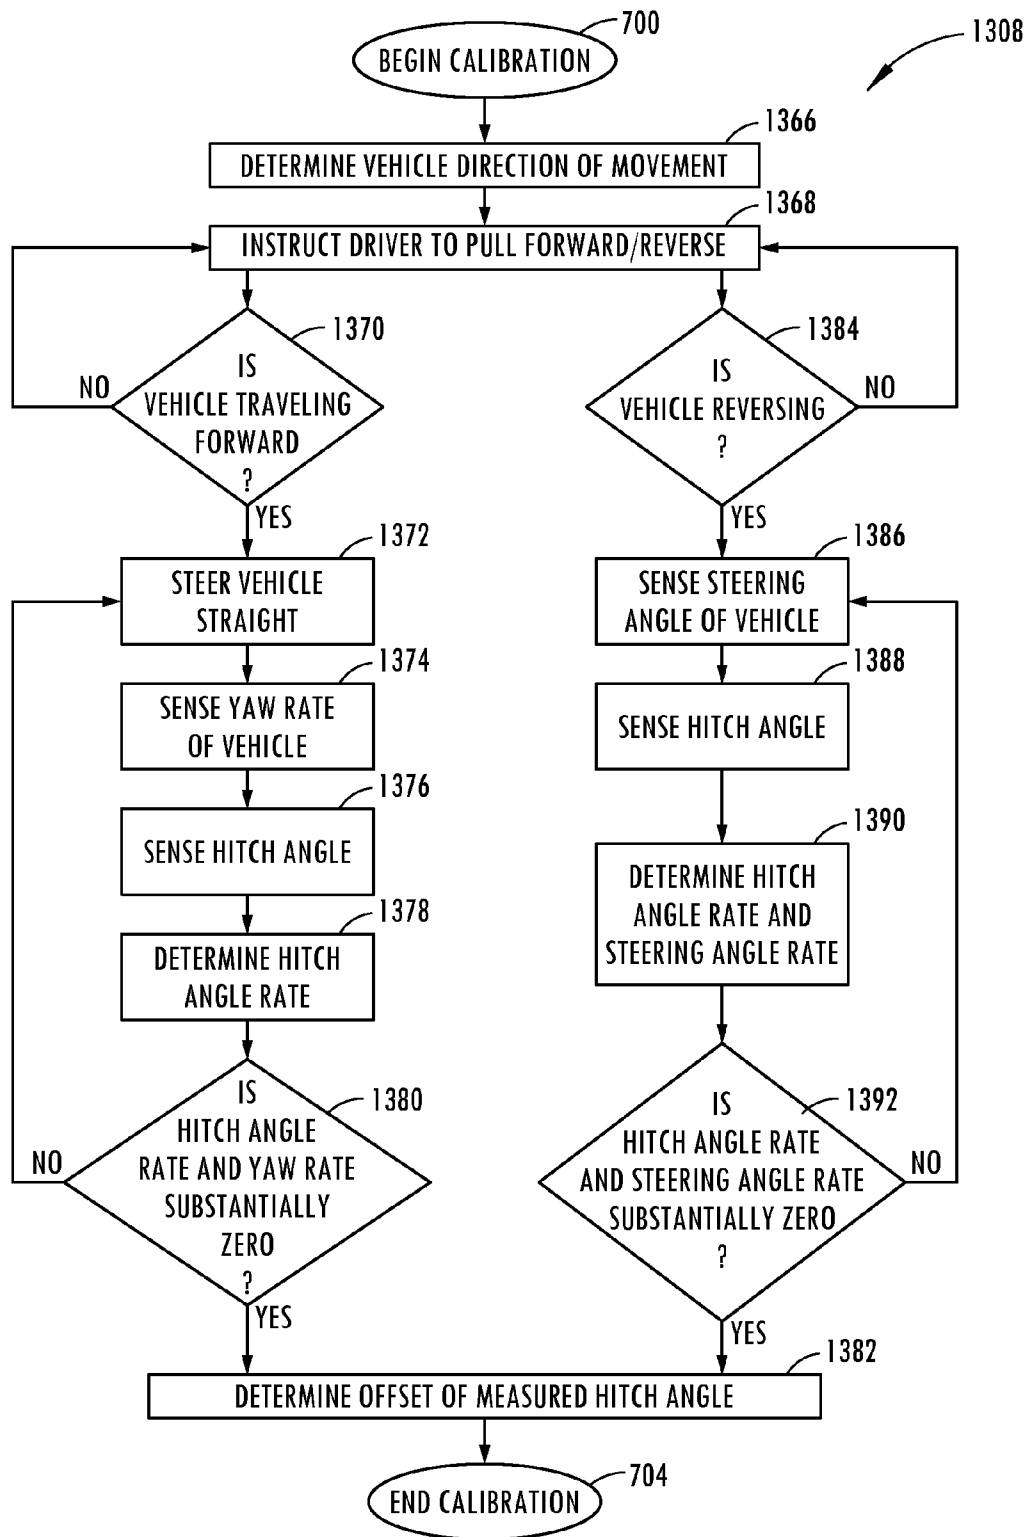 700
1308
BEGIN CALIBRATION
1366
DETERMINE VEHICLE DIRECTION OF MOVEMENT
1368
INSTRUCT DRIVER TO PULL FORWARD/REVERSE
1370
IS
VEHICLE TRAVELING
FORWARD
?
NO
YES
1372
STEER VEHICLE
STRAIGHT
1374
SENSE YAW RATE
OF VEHICLE
1376
SENSE HITCH ANGLE
1378
DETERMINE HITCH
ANGLE RATE
1380
IS
HITCH ANGLE
RATE AND YAW RATE
SUBSTANTIALLY
ZERO
?
NO
YES
1384
IS
VEHICLE REVERSING
?
NO
YES
1386
SENSE STEERING
ANGLE OF VEHICLE
1388
SENSE HITCH ANGLE
1390
DETERMINE HITCH
ANGLE RATE AND
STEERING ANGLE RATE
1392
IS
HITCH ANGLE RATE
AND STEERING ANGLE RATE
SUBSTANTIALLY ZERO
?
NO
YES
1382
DETERMINE OFFSET OF MEASURED HITCH ANGLE
704
END CALIBRATION